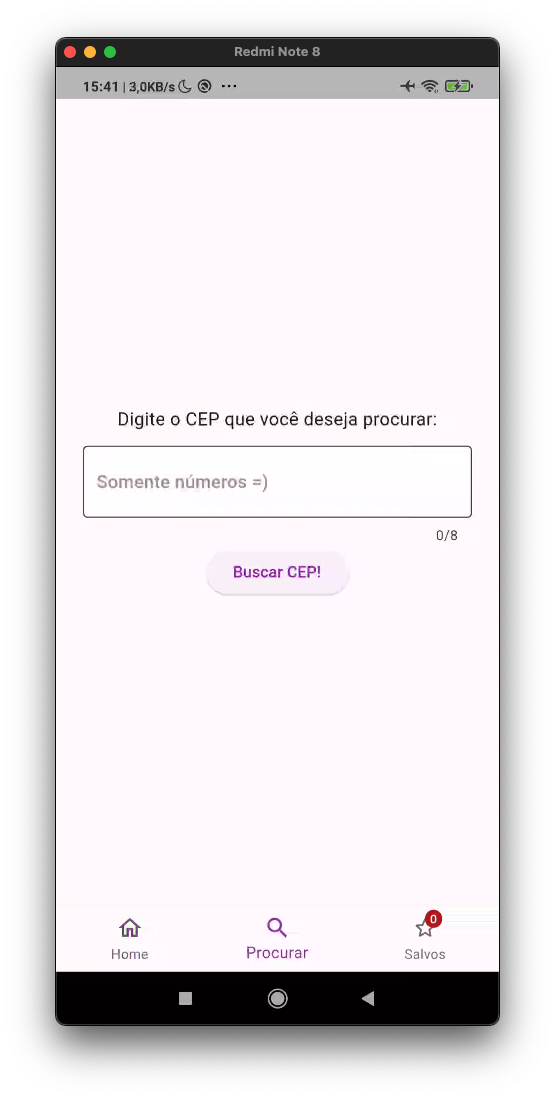 Redmi Note 8
15:41 | 3,0KB/s ...
Digite o CEP que você deseja procurar:
Somente números =)
0/8
Buscar CEP!
0
Home
Procurar
Salvos